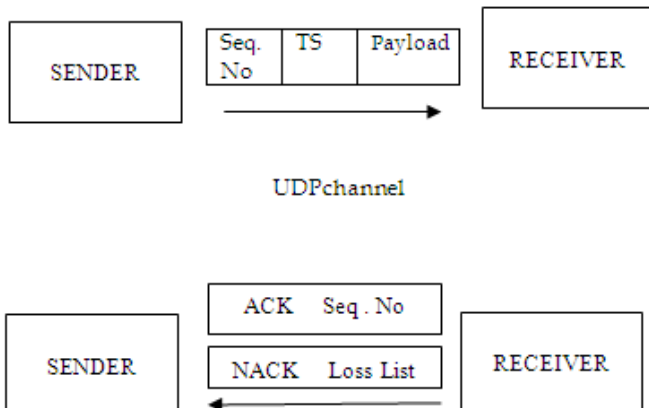 SENDER
Seq. No
TS
Payload
RECEIVER
UDPchannel
SENDER
ACK Seq . No
NACK Loss List
RECEIVER